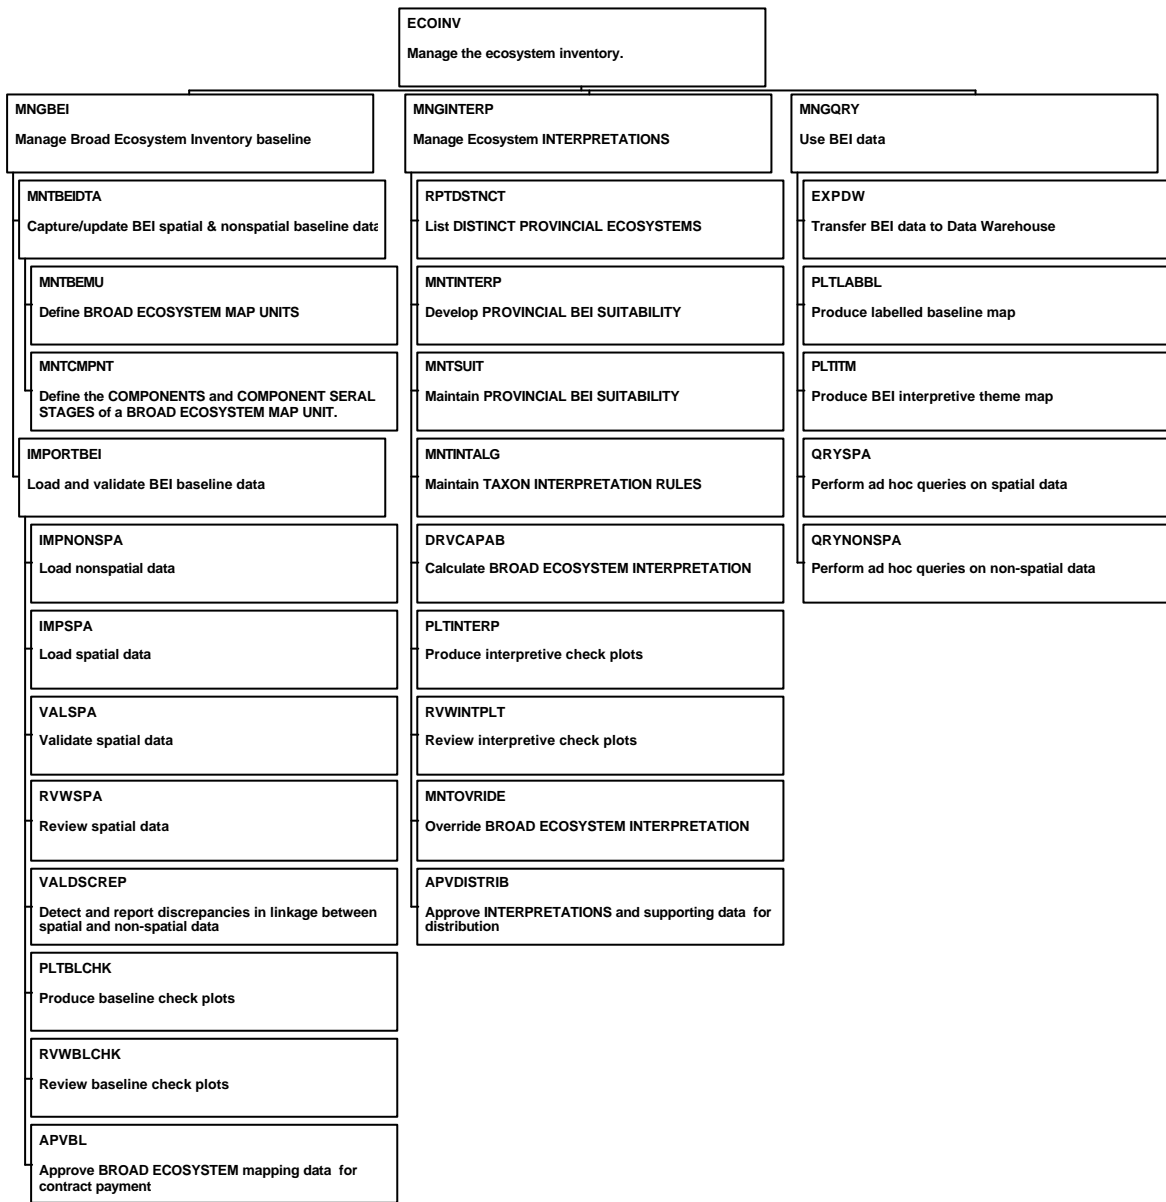 ECOINV
Manage the ecosystem inventory.
MNGBEI
Manage Broad Ecosystem Inventory baseline
MNTBEIDTA
Capture/update BEI spatial & nonspatial baseline data
MNTBEMU
Define BROAD ECOSYSTEM MAP UNITS
MNTCMPNT
Define the COMPONENTS and COMPONENT SERAL
STAGES of a BROAD ECOSYSTEM MAP UNIT.
IMPORTBEI
Load and validate BEI baseline data
IMPNONSPA
Load nonspatial data
IMPSPA
Load spatial data
VALSPA
Validate spatial data
RVWSPA
Review spatial data
VALDSCREP
Detect and report discrepancies in linkage between
spatial and non-spatial data
PLTBLCHK
Produce baseline check plots
RVWBLCHK
Review baseline check plots
APVBL
Approve BROAD ECOSYSTEM mapping data for
contract payment
MNGINTERP
Manage Ecosystem INTERPRETATIONS
RPTDSTNCT
List DISTINCT PROVINCIAL ECOSYSTEMS
MNTINTERP
Develop PROVINCIAL BEI SUITABILITY
MNTSUIT
Maintain PROVINCIAL BEI SUITABILITY
MNTINTALG
Maintain TAXON INTERPRETATION RULES
DRVCAPAB
Calculate BROAD ECOSYSTEM INTERPRETATION
PLTINTERP
Produce interpretive check plots
RVWINTPLT
Review interpretive check plots
MNTOVRIDE
Override BROAD ECOSYSTEM INTERPRETATION
APVDISTRIB
Approve INTERPRETATIONS and supporting data for
distribution
MNGQRY
Use BEI data
EXPDW
Transfer BEI data to Data Warehouse
PLTLABBL
Produce labelled baseline map
PLTITM
Produce BEI interpretive theme map
QRYSPA
Perform ad hoc queries on spatial data
QRYNONSPA
Perform ad hoc queries on non-spatial data